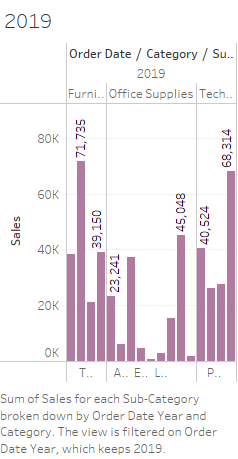 2019
Order Date / Category / Su..
2019
Furni.. Office Supplies Tech..
80K
60K
40K
20K
0K
Sales
71,735
39,150
23,241
45,048
40,524
68,314
T.. A.. E.. L.. P..
Sum of Sales for each Sub-Category
broken down by Order Date Year and
Category. The view is filtered on
Order Date Year, which keeps 2019.